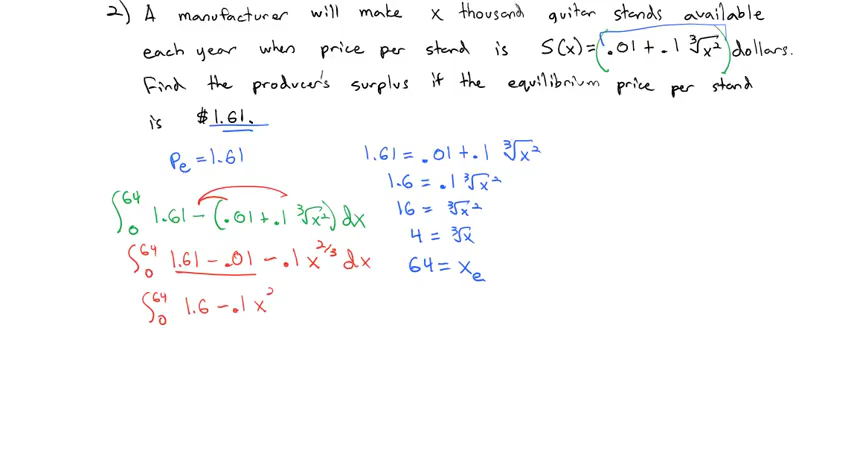 2) A manufacturer will make x thousand guitar stands available
each year when price per stand is S(x) = (.01 + .1 ∛x²) dollars.
Find the producer's surplus if the equilibrium price per stand
is $1.61.
Pe = 1.61
1.61 = .01 + .1 ∛x²
1.6 = .1 ∛x²
16 = ∛x²
4 = ∛x
64 = xe
∫₀⁶⁴ 1.61 - (.01 + .1 ∛x²) dx
∫₀⁶⁴ 1.61 - .01 - .1 x^(2/3) dx
∫₀⁶⁴ 1.6 - .1 x²